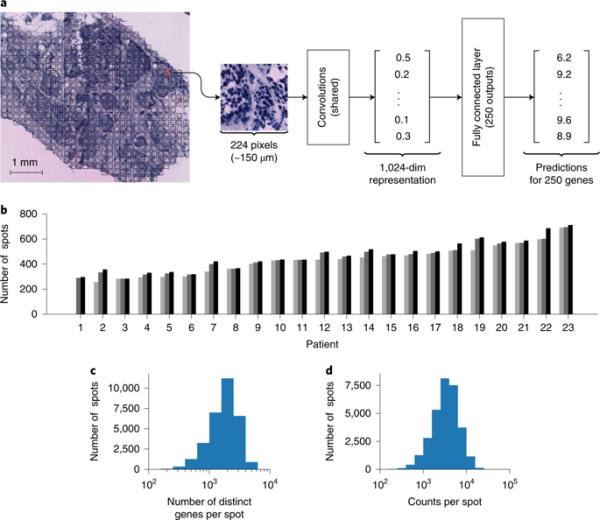 a
1 mm
224 pixels
(~150 μm)
Convolutions
(shared)
0.5
0.2
.
.
.
0.1
0.3
1,024-dim
representation
Fully connected layer
(250 outputs)
6.2
9.2
.
.
.
9.6
8.9
Predictions
for 250 genes
b
Number of spots
800
600
400
200
0
1 2 3 4 5 6 7 8 9 10 11 12 13 14 15 16 17 18 19 20 21 22 23
Patient
c
Number of spots
10,000
7,500
5,000
2,500
0
10² 10³ 10⁴
Number of distinct
genes per spot
d
Number of spots
7,500
5,000
2,500
0
10² 10³ 10⁴ 10⁵
Counts per spot